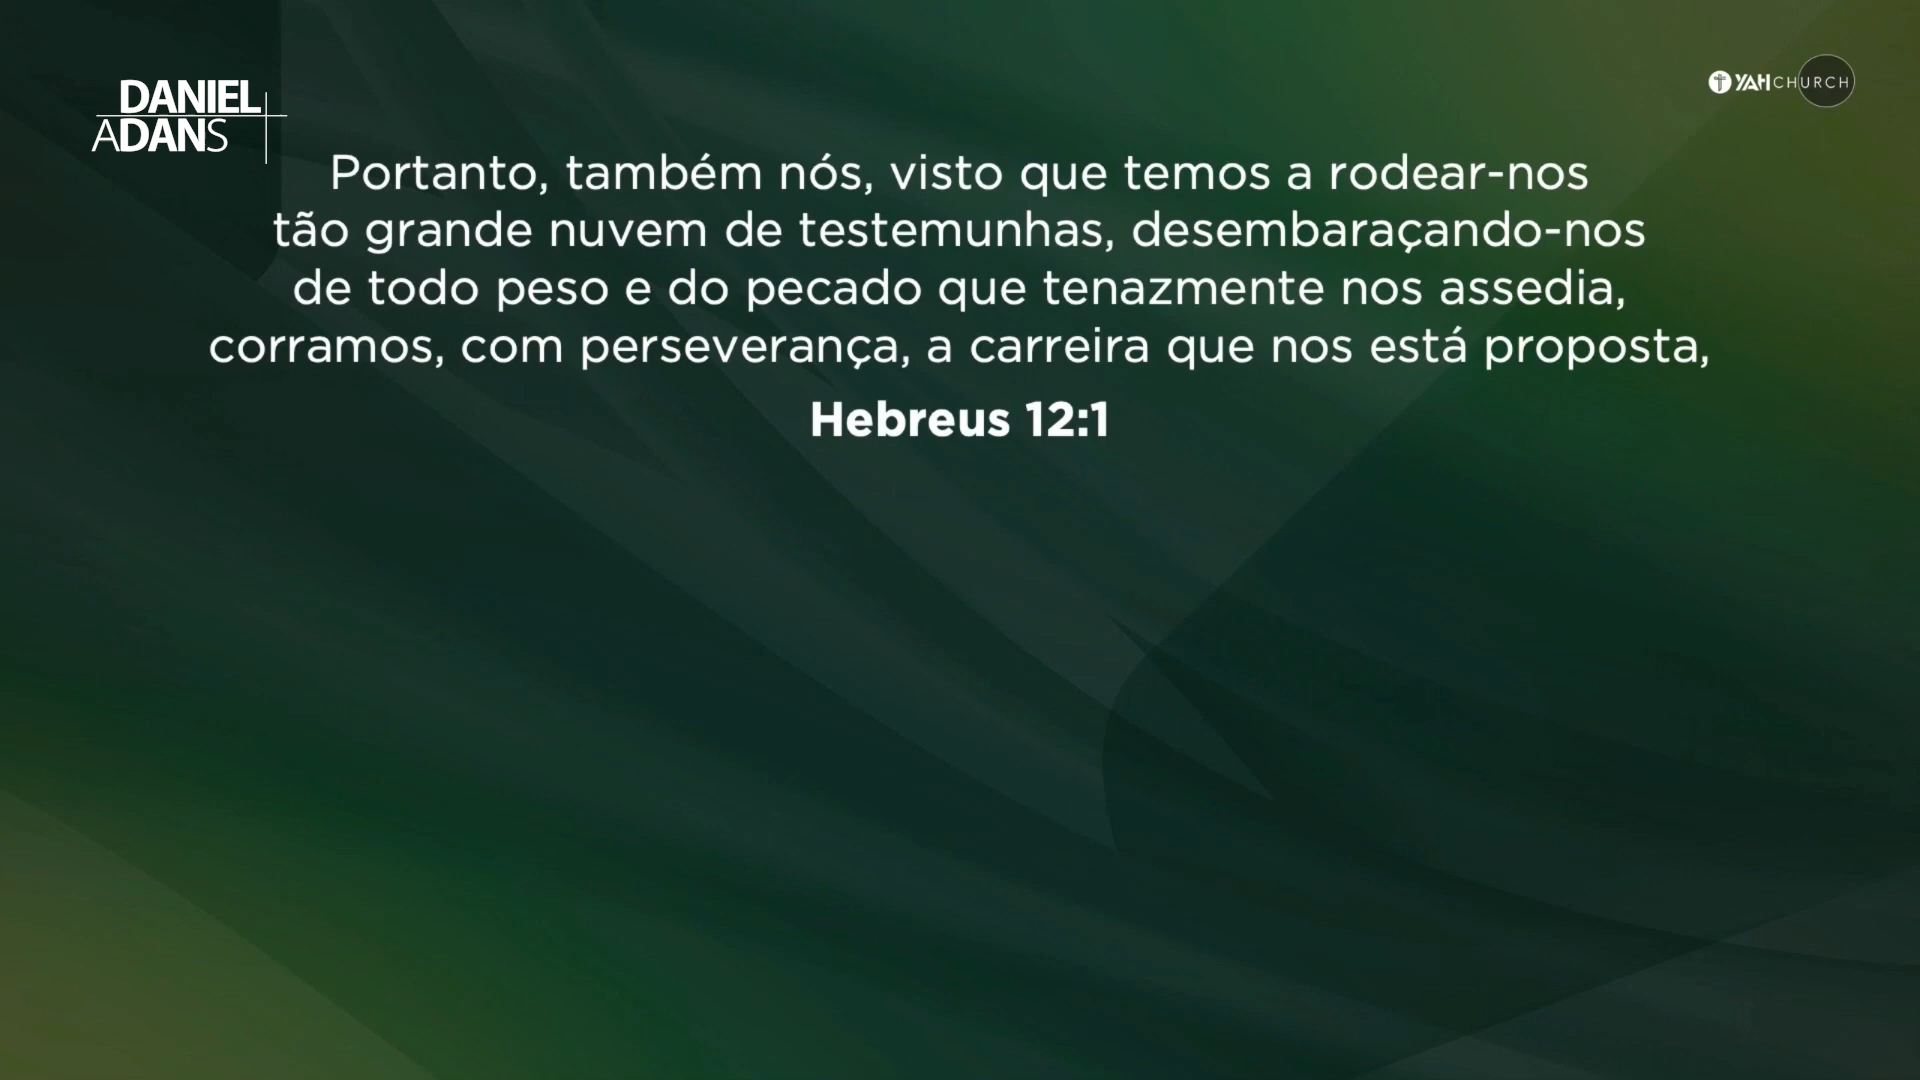 DANIEL
ADANS
YAH CHURCH
Portanto, também nós, visto que temos a rodear-nos
tão grande nuvem de testemunhas, desembaraçando-nos
de todo peso e do pecado que tenazmente nos assedia,
corramos, com perseverança, a carreira que nos está proposta,
Hebreus 12:1